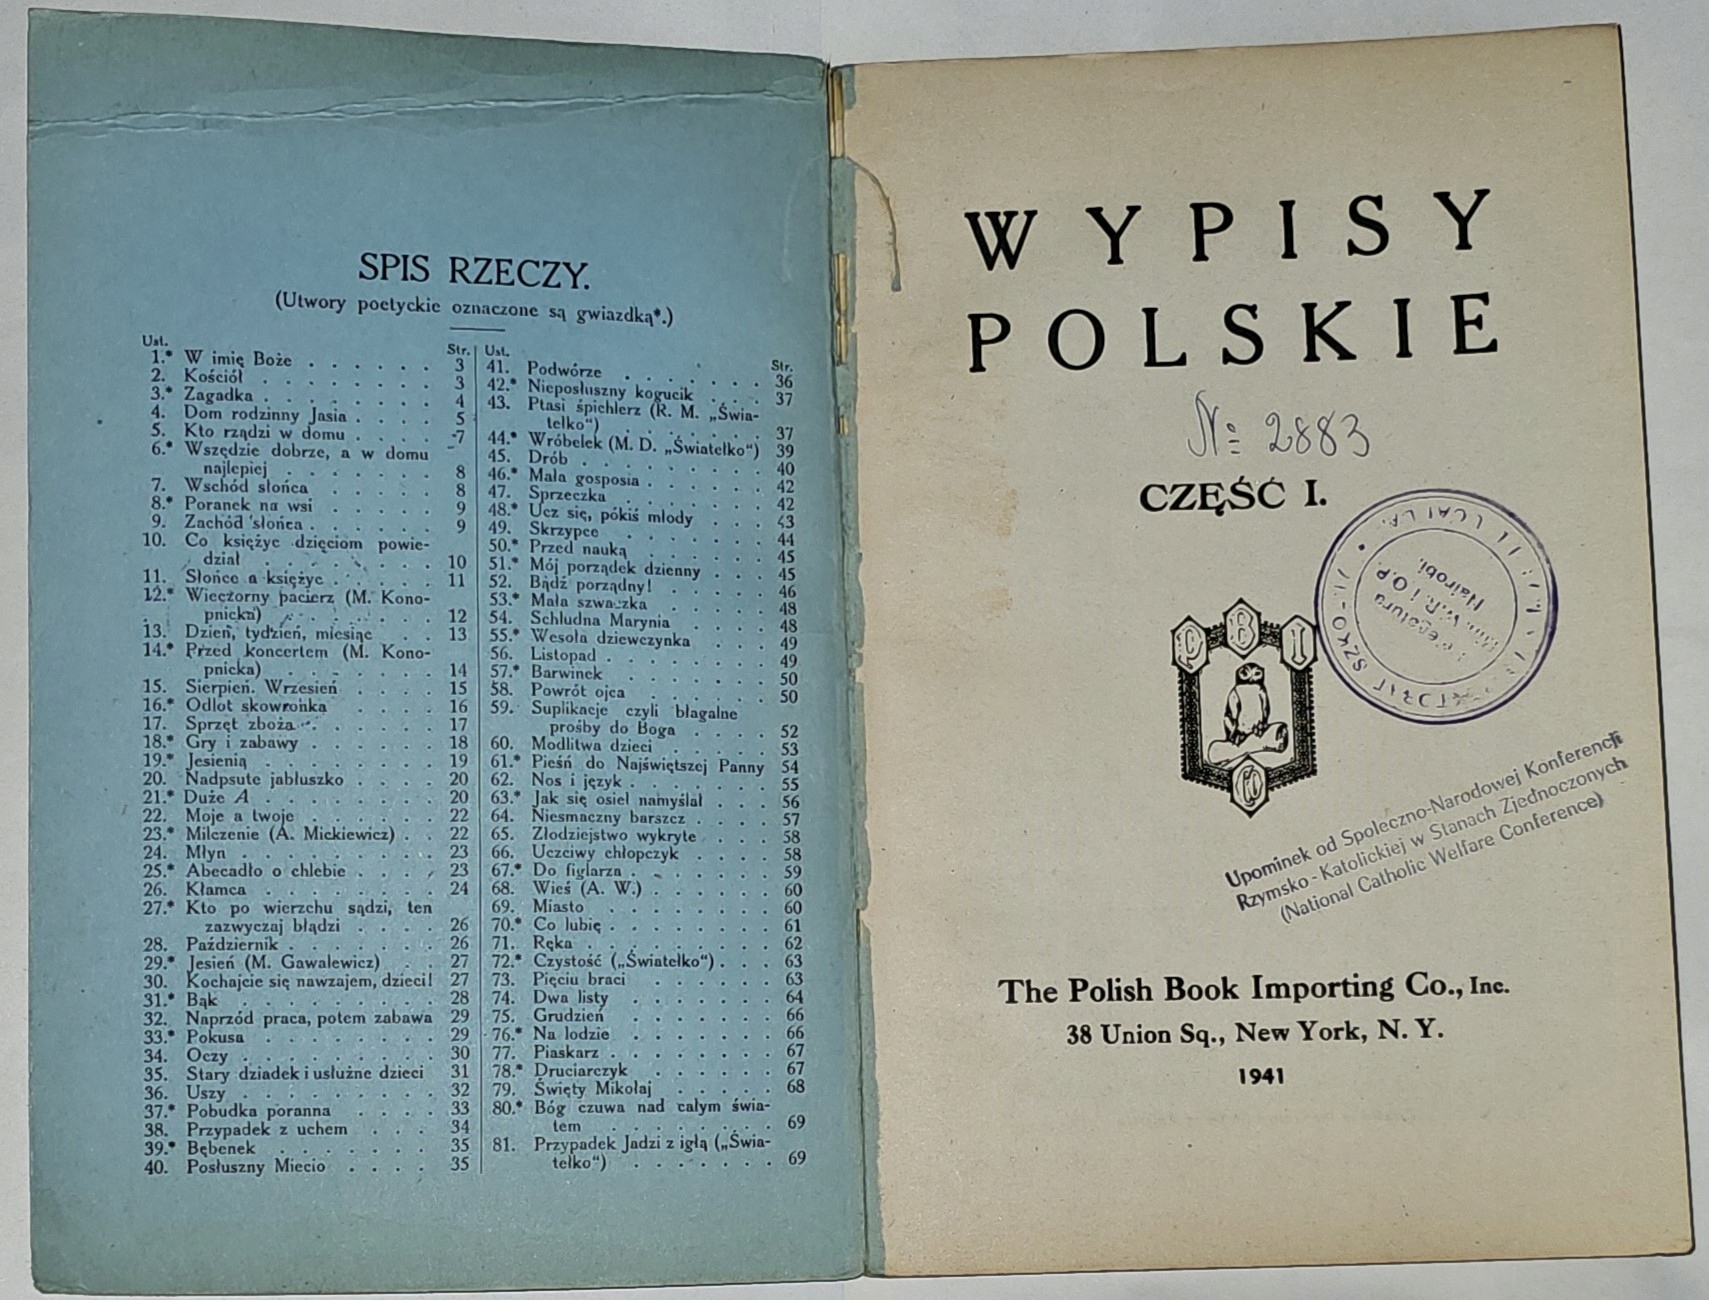 SPIS RZECZY.
(Utwory poetyckie oznaczone są gwiazdką*.)
Ust. Str.
1.* W imię Boże . . . . . . 3
2. Kościół . . . . . . . . 3
3.* Zagadka . . . . . . . 4
4. Dom rodzinny Jasia . . . . 5
5. Kto rządzi w domu . . . . 7
6.* Wszędzie dobrze, a w domu
najlepiej . . . . . . 8
7. Wschód słońca . . . . . 8
8.* Poranek na wsi . . . . . 9
9. Zachód słońca . . . . . 9
10. Co księżyc dzięciom powie-
dział . . . . . . . 10
11. Słońce a księżyc . . . . . 11
12.* Wieczorny pacierz (M. Kono-
pnicka) . . . . . . 12
13. Dzień, tydzień, miesiąc . . 13
14.* Przed koncertem (M. Kono-
pnicka) . . . . . . 14
15. Sierpień. Wrzesień . . . . 15
16.* Odlot skowronka . . . . 16
17. Sprzęt zboża . . . . . . 17
18.* Gry i zabawy . . . . . . 18
19.* Jesienią . . . . . . . . 19
20. Nadpsute jabłuszko . . . . 20
21.* Duże A . . . . . . . . 20
22. Moje a twoje . . . . . . 22
23.* Milczenie (A. Mickiewicz) . . 22
24. Młyn . . . . . . . . . 23
25.* Abecadło o chlebie . . . . 23
26. Kłamca . . . . . . . . 24
27.* Kto po wierzchu sądzi, ten
zazwyczaj błądzi . . . . 26
28. Październik . . . . . . . 26
29.* Jesień (M. Gawalewicz) . . 27
30. Kochajcie się nawzajem, dzieci! 27
31.* Bąk . . . . . . . . . 28
32. Naprzód praca, potem zabawa 29
33.* Pokusa . . . . . . . . 29
34. Oczy . . . . . . . . . 30
35. Stary dziadek i usłużne dzieci 31
36. Uszy . . . . . . . . . 32
37.* Pobudka poranna . . . . 33
38. Przypadek z uchem . . . 34
39.* Bębenek . . . . . . . 35
40. Posłuszny Miecio . . . . 35
Ust. Str.
41. Podwórze . . . . . . . 36
42.* Nieposłuszny kogucik . . . 37
43. Ptasi śpichlerz (R. M. „Świa-
tełko“) . . . . . . . 37
44.* Wróbelek (M. D. „Światełko“) 39
45. Drób . . . . . . . . . 40
46.* Mała gosposia . . . . . . 42
47. Sprzeczka . . . . . . . 42
48.* Ucz się, pókiś młody . . . 43
49. Skrzypce . . . . . . . 44
50.* Przed nauką . . . . . . 45
51.* Mój porządek dzienny . . . 45
52. Bądź porządny! . . . . . 46
53.* Mała szwaczka . . . . . 48
54. Schludna Marynia . . . . 48
55.* Wesoła dziewczynka . . . 49
56. Listopad . . . . . . . . 49
57.* Barwinek . . . . . . . 50
58. Powrót ojca . . . . . . 50
59. Suplikacje czyli błagalne
prośby do Boga . . . . 52
60. Modlitwa dzieci . . . . . 53
61.* Pieśń do Najświętszej Panny 54
62. Nos i język . . . . . . . 55
63.* Jak się osieł namyślał . . . 56
64. Niesmaczny barszcz . . . . 57
65. Złodziejstwo wykryte . . . 58
66. Uczciwy chłopczyk . . . . 58
67.* Do figlarza . . . . . . . 59
68. Wieś (A. W.) . . . . . . 60
69. Miasto . . . . . . . . 60
70.* Co lubię . . . . . . . . 61
71. Ręka . . . . . . . . . 62
72.* Czystość („Światełko“) . . . 63
73. Pięciu braci . . . . . . 63
74. Dwa listy . . . . . . . 64
75. Grudzień . . . . . . . 66
76.* Na lodzie . . . . . . . 66
77. Piaskarz . . . . . . . . 67
78.* Druciarczyk . . . . . . 67
79. Święty Mikołaj . . . . . 68
80.* Bóg czuwa nad całym świa-
tem . . . . . . . . 69
81. Przypadek Jadzi z igłą („Świa-
tełko“) . . . . . . . 69
WYPISY
POLSKIE
№ 2883
CZĘŚĆ I.
SZKO
W.R. i O.P.
Nairobi.
P B I
Co
Upominek od Spoleczno-Narodowej Konferencji
Rzymsko-Katolickiej w Stanach Zjednoczonych
(National Catholic Welfare Conference)
The Polish Book Importing Co., Inc.
38 Union Sq., New York, N. Y.
1941